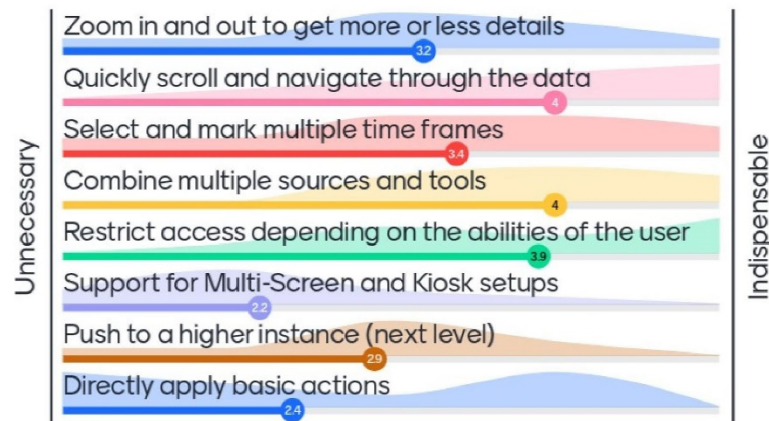 Unnecessary
Zoom in and out to get more or less details
3.2
Quickly scroll and navigate through the data
4
Select and mark multiple time frames
3.4
Combine multiple sources and tools
4
Restrict access depending on the abilities of the user
3.9
Support for Multi-Screen and Kiosk setups
2.2
Push to a higher instance (next level)
2.9
Directly apply basic actions
2.4
Indispensable